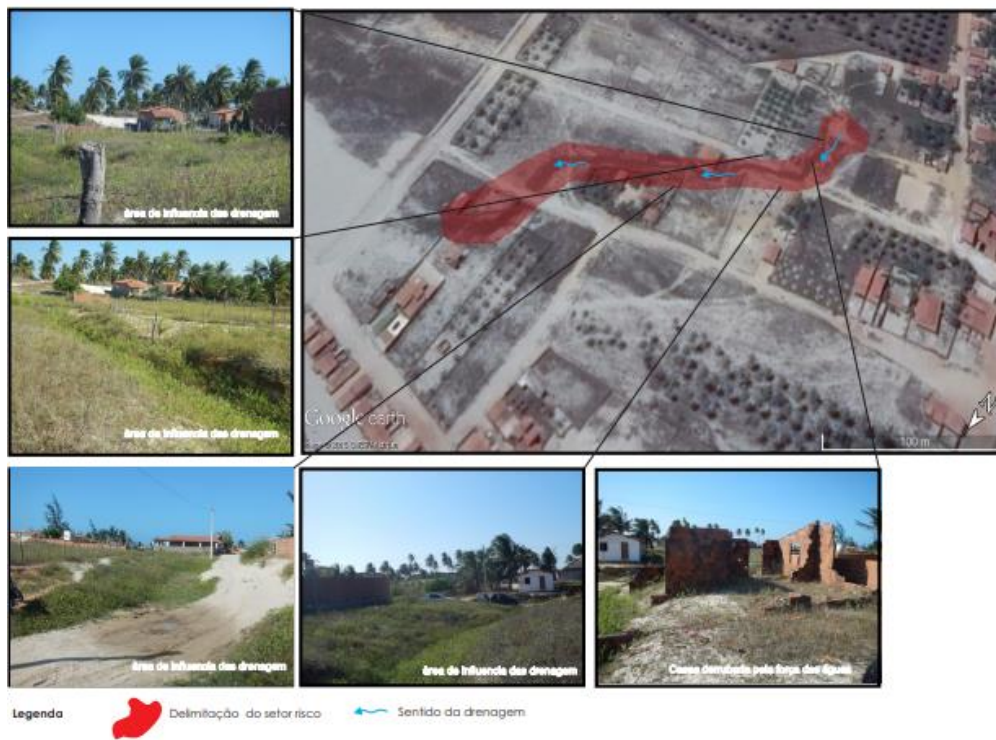 área de influencia das drenagem
área de influencia das drenagem
Google earth
100 m
área de influencia das drenagem
área de influencia das drenagem
Casas derrubada pela força das águas
Legenda
Delimitação do setor risco
Sentido da drenagem